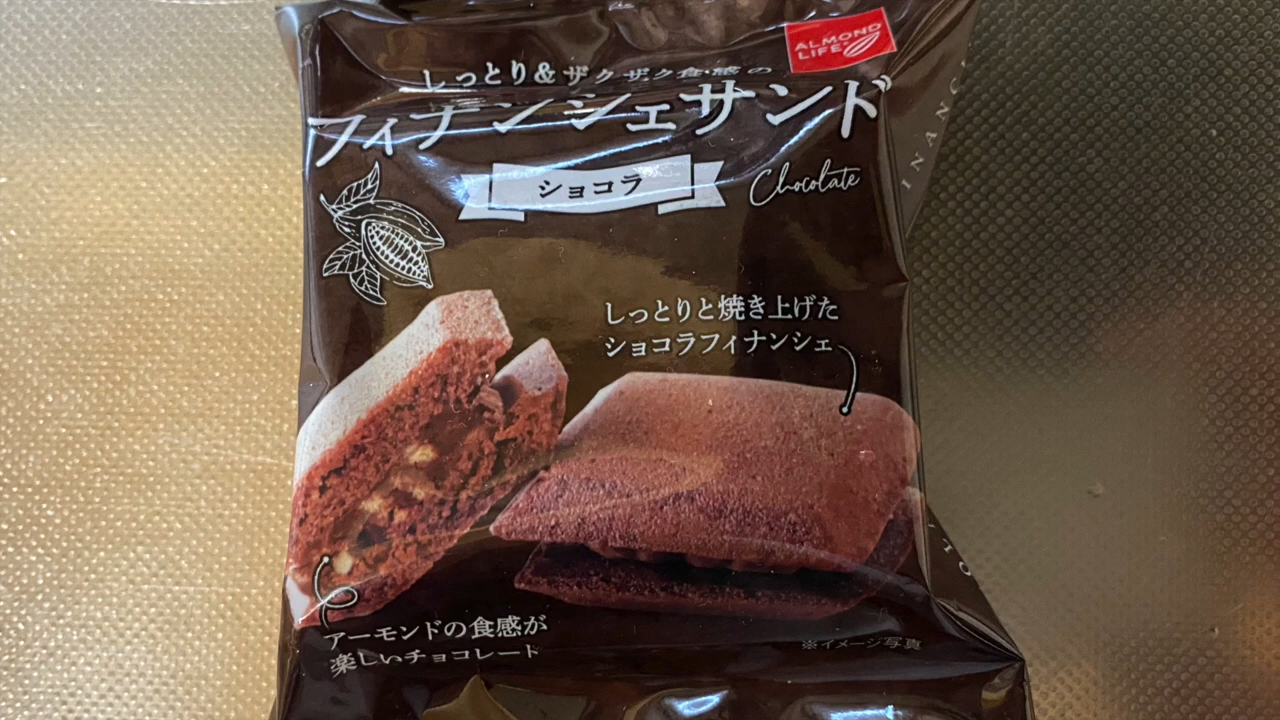 ALMOND
LIFE
しっとり&ザクザク食感の
フィナンシェサンド
ショコラ
Chocolate
しっとりと焼き上げた
ショコラフィナンシェ
アーモンドの食感が
楽しいチョコレート
※イメージ写真